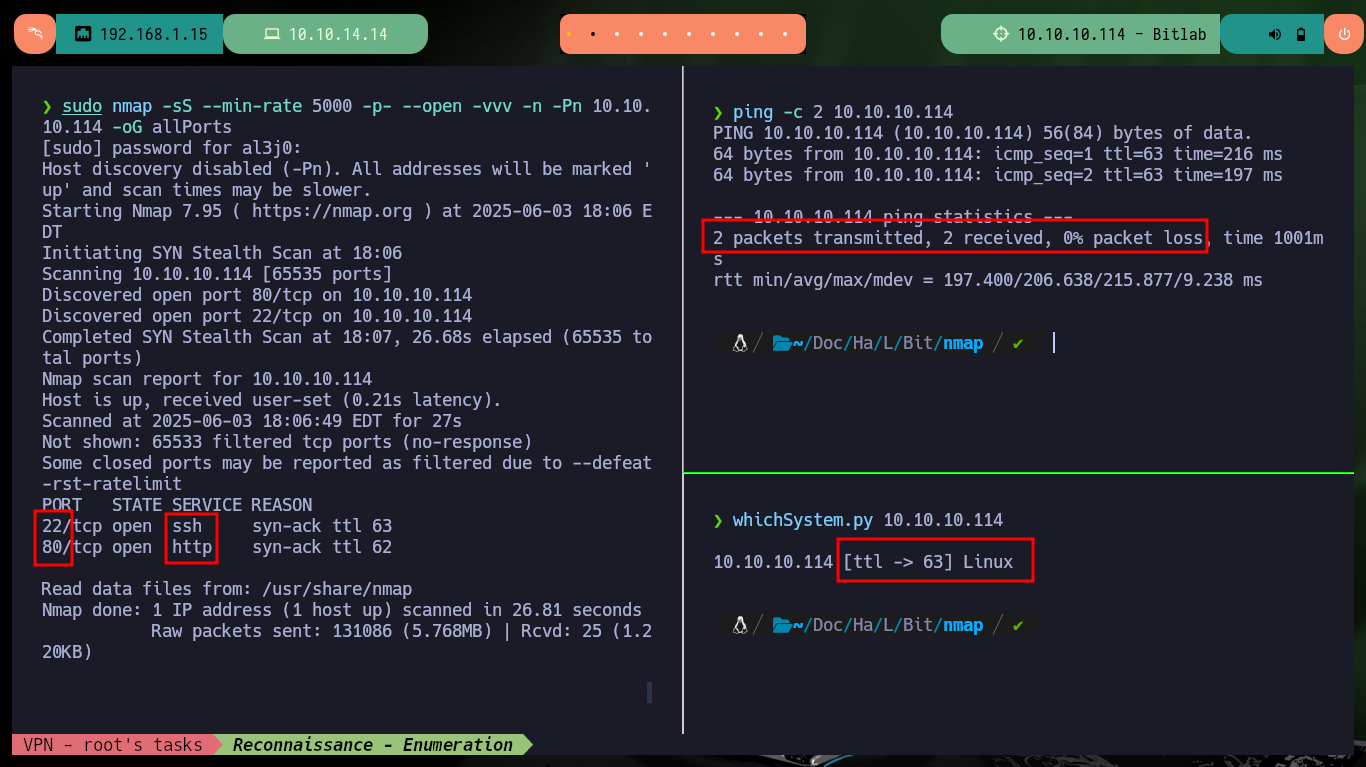 192.168.1.15
10.10.14.14
10.10.10.114 - Bitlab
❯ sudo nmap -sS --min-rate 5000 -p- --open -vvv -n -Pn 10.10.
10.114 -oG allPorts
[sudo] password for al3j0:
Host discovery disabled (-Pn). All addresses will be marked '
up' and scan times may be slower.
Starting Nmap 7.95 ( https://nmap.org ) at 2025-06-03 18:06 E
DT
Initiating SYN Stealth Scan at 18:06
Scanning 10.10.10.114 [65535 ports]
Discovered open port 80/tcp on 10.10.10.114
Discovered open port 22/tcp on 10.10.10.114
Completed SYN Stealth Scan at 18:07, 26.68s elapsed (65535 to
tal ports)
Nmap scan report for 10.10.10.114
Host is up, received user-set (0.21s latency).
Scanned at 2025-06-03 18:06:49 EDT for 27s
Not shown: 65533 filtered tcp ports (no-response)
Some closed ports may be reported as filtered due to --defeat
-rst-ratelimit
PORT   STATE SERVICE REASON
22/tcp open  ssh     syn-ack ttl 63
80/tcp open  http    syn-ack ttl 62
Read data files from: /usr/share/nmap
Nmap done: 1 IP address (1 host up) scanned in 26.81 seconds
Raw packets sent: 131086 (5.768MB) | Rcvd: 25 (1.2
20KB)
❯ ping -c 2 10.10.10.114
PING 10.10.10.114 (10.10.10.114) 56(84) bytes of data.
64 bytes from 10.10.10.114: icmp_seq=1 ttl=63 time=216 ms
64 bytes from 10.10.10.114: icmp_seq=2 ttl=63 time=197 ms
--- 10.10.10.114 ping statistics ---
2 packets transmitted, 2 received, 0% packet loss, time 1001m
s
rtt min/avg/max/mdev = 197.400/206.638/215.877/9.238 ms
/ ~/Doc/Ha/L/Bit/nmap / ✔
❯ whichSystem.py 10.10.10.114
10.10.10.114 [ttl -> 63] Linux
/ ~/Doc/Ha/L/Bit/nmap / ✔
VPN - root's tasks
Reconnaissance - Enumeration